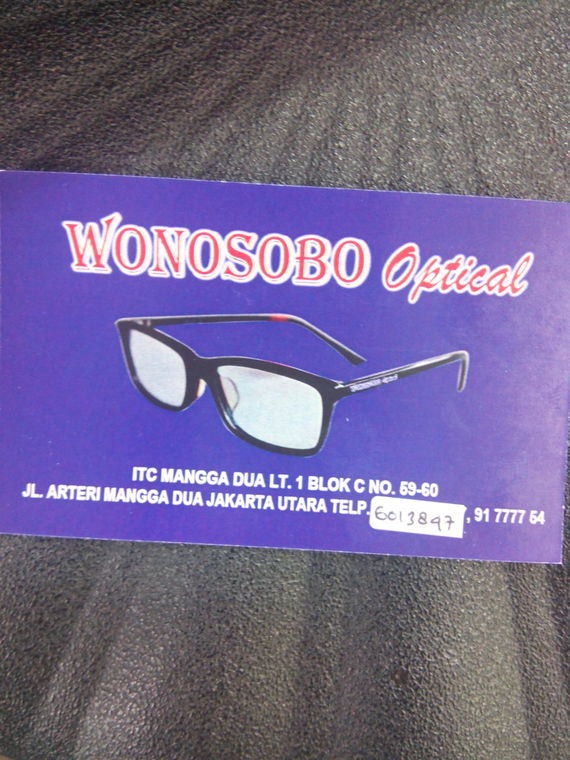 WONOSOBO Optical
ITC MANGGA DUA LT. 1 BLOK C NO. 59-60
JL. ARTERI MANGGA DUA JAKARTA UTARA TELP. 6013847, 91 7777 54